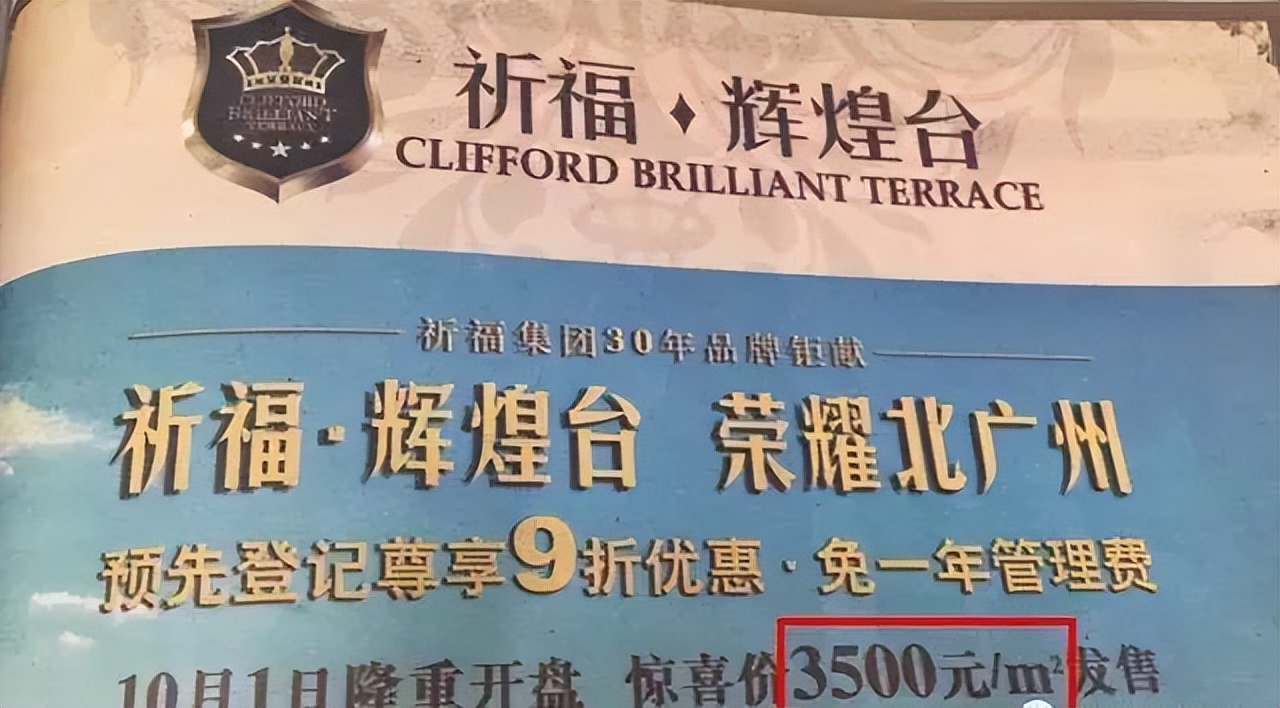 CLIFFORD
BRILLIANT
TERRACE
祈福♦辉煌台
CLIFFORD BRILLIANT TERRACE
祈福集团30年品牌钜献
祈福·辉煌台 荣耀北广州
预先登记尊享9折优惠·免一年管理费
10月1日隆重开盘 惊喜价3500元/m²发售